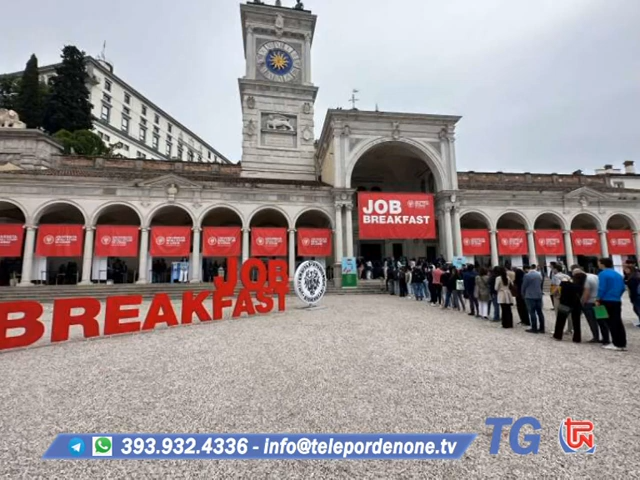 JOB
BREAKFAST
JOB
BREAKFAST
393.932.4336 - info@telepordenone.tv
TG